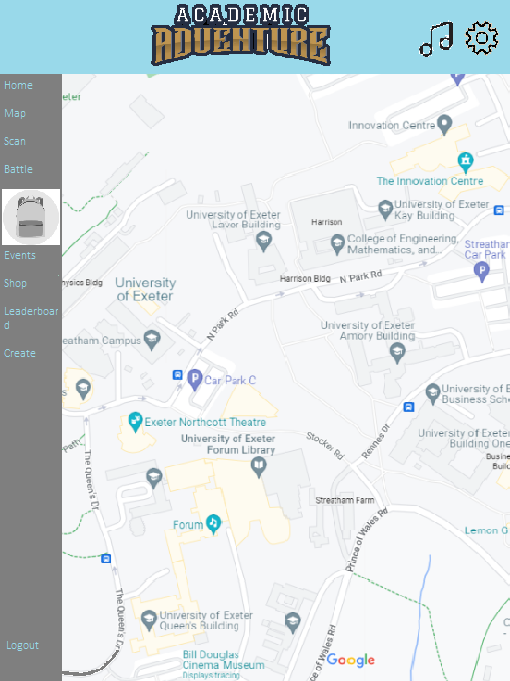 ACADEMIC
ADVENTURE
Home
Map
Scan
Battle
Events
Shop
Leaderboar
d
Create
Logout
eter
Innovation Centre
The Innovation Centre
University of Exeter
Kay Building
University of Exeter
Laver Building
Harrison
College of Engineering,
Mathematics, and...
Streathar
Car Park
Harrison Bldg
N Park Rd
hysics Bldg
University
of Exeter
N Park Rd
University of Exeter
Amory Building
eatham Campus
Car Park C
University of E
Business Sch
s
Exeter Northcott Theatre
University of Exeter
Forum Library
Stocker Rd
Rennes Dr
University of Exeter
Building One
Busine
Buildi
Path
The Queen's Dr
Streatham Farm
Forum
Prince of Wales Rd
Lemon G
The Queen's Dr
University of Exeter
Queen's Building
Bill Douglas
Cinema Museum
Displays tracing
ce of Wales Rd
Google
C